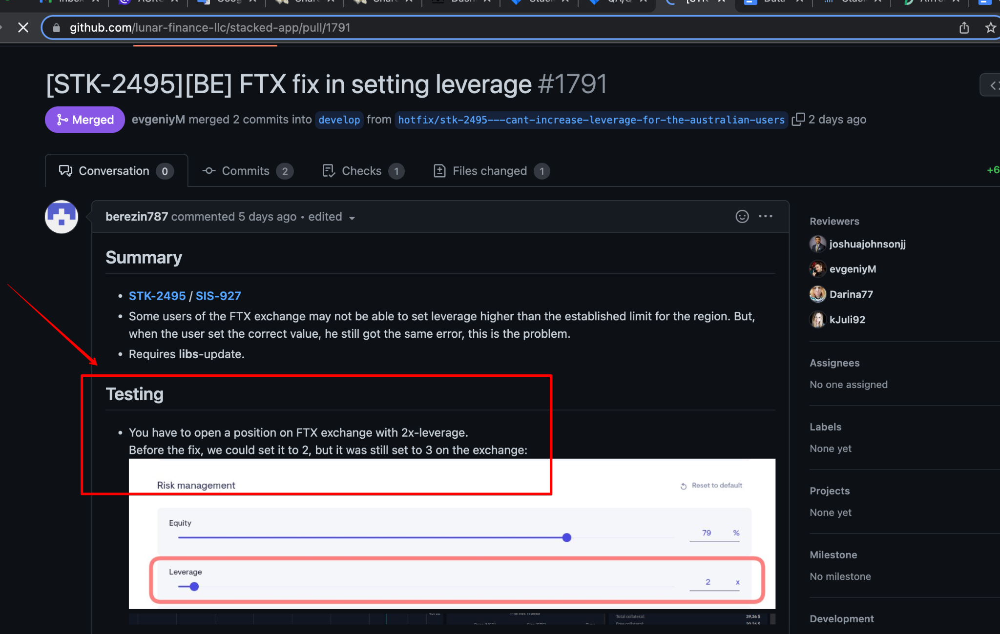 github.com/lunar-finance-llc/stacked-app/pull/1791
[STK-2495][BE] FTX fix in setting leverage #1791
Merged evgeniyM merged 2 commits into develop from hotfix/stk-2495---cant-increase-leverage-for-the-australian-users 2 days ago
Conversation 0 Commits 2 Checks 1 Files changed 1
+6
berezin787 commented 5 days ago • edited
Summary
• STK-2495 / SIS-927
• Some users of the FTX exchange may not be able to set leverage higher than the established limit for the region. But,
when the user set the correct value, he still got the same error, this is the problem.
• Requires libs-update.
Testing
• You have to open a position on FTX exchange with 2x-leverage.
Before the fix, we could set it to 2, but it was still set to 3 on the exchange:
Risk management
Reset to default
Equity
79 %
Leverage
2 x
Total collateral:
39,36 $
Reviewers
joshuajohnsonjj
evgeniyM
Darina77
kJuli92
Assignees
No one assigned
Labels
None yet
Projects
None yet
Milestone
No milestone
Development